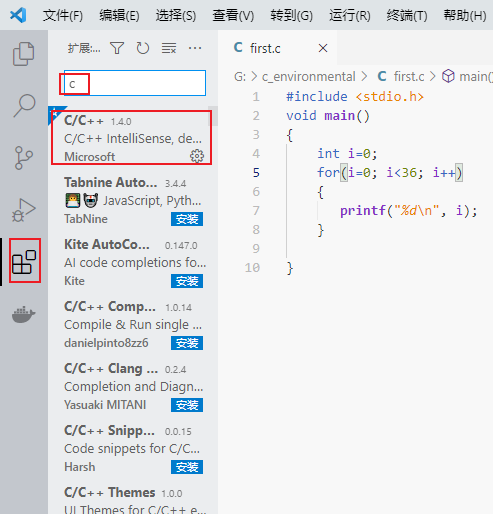 文件(F) 编辑(E) 选择(S) 查看(V) 转到(G) 运行(R) 终端(T) 帮助(H)
扩展:...
c
C/C++ 1.4.0
C/C++ IntelliSense, de...
Microsoft
Tabnine Auto... 3.4.4
JavaScript, Pyth...
TabNine 安装
Kite AutoCo... 0.147.0
AI code completions fo...
Kite 安装
C/C++ Comp... 1.0.14
Compile & Run single ...
danielpinto8zz6 安装
C/C++ Clang ... 0.2.4
Completion and Diagn...
Yasuaki MITANI 安装
C/C++ Snipp... 0.0.15
Code snippets for C/C...
Harsh 安装
C/C++ Themes 1.0.0
UI Themes for C/C++ e...
C first.c ×
G: > c_environmental > C first.c > main()
1 #include <stdio.h>
2 void main()
3 {
4 int i=0;
5 for(i=0; i<36; i++)
6 {
7 printf("%d\n", i);
8 }
9
10 }